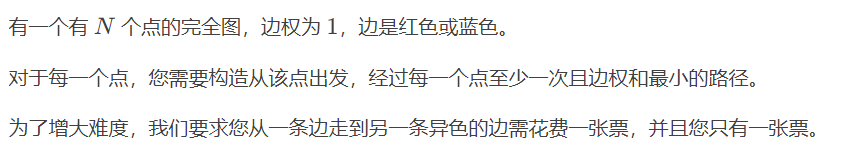 有一个有 N 个点的完全图，边权为 1，边是红色或蓝色。
对于每一个点，您需要构造从该点出发，经过每一个点至少一次且边权和最小的路径。
为了增大难度，我们要求您从一条边走到另一条异色的边需花费一张票，并且您只有一张票。